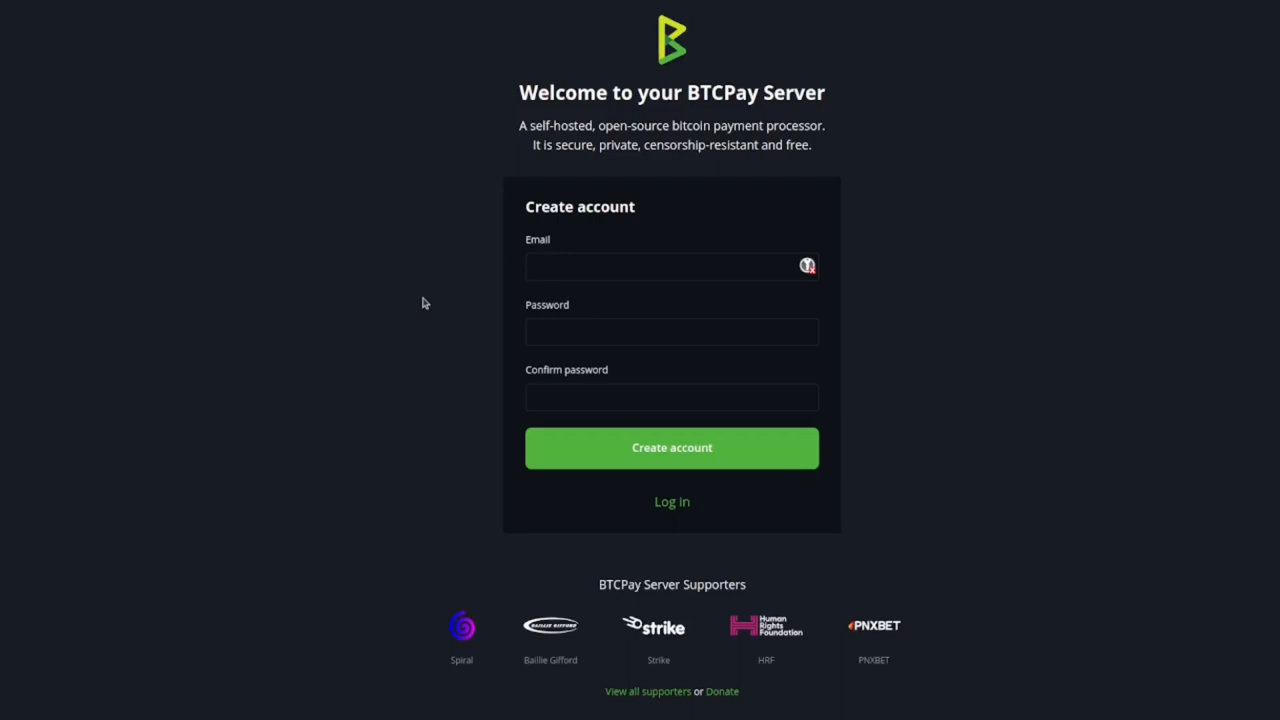 Welcome to your BTCPay Server
A self-hosted, open-source bitcoin payment processor.
It is secure, private, censorship-resistant and free.
Create account
Email
Password
Confirm password
Create account
Log in
BTCPay Server Supporters
BAILLIE GIFFORD
strike
Human
Rights
Foundation
PNXBET
Spiral
Baillie Gifford
Strike
HRF
PNXBET
View all supporters or Donate